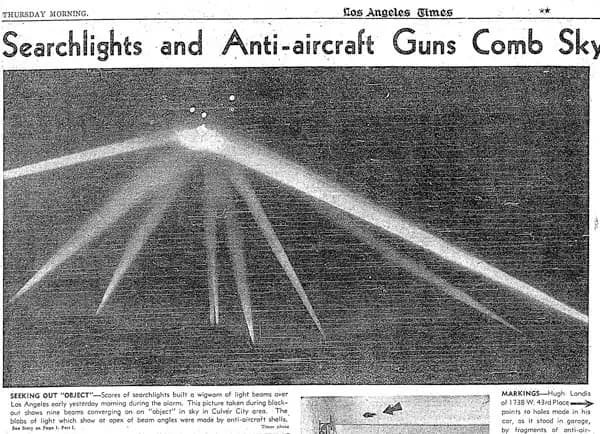 THURSDAY MORNING.
Los Angeles Times
**
Searchlights and Anti-aircraft Guns Comb Sky
SEEKING OUT "OBJECT"—Scores of searchlights built a wigwam of light beams over
Los Angeles early yesterday morning during the alarm. This picture taken during black-
out shows nine beams converging on an "object" in sky in Culver City area. The
blobs of light which show at apex of beam angles were made by anti-aircraft shells.
See Story on Page 1, Part I.
Times photo
MARKINGS—Hugh Landis
of 1738 W. 43rd Place
points to holes made in his
car, as it stood in garage,
by fragments of anti-air-